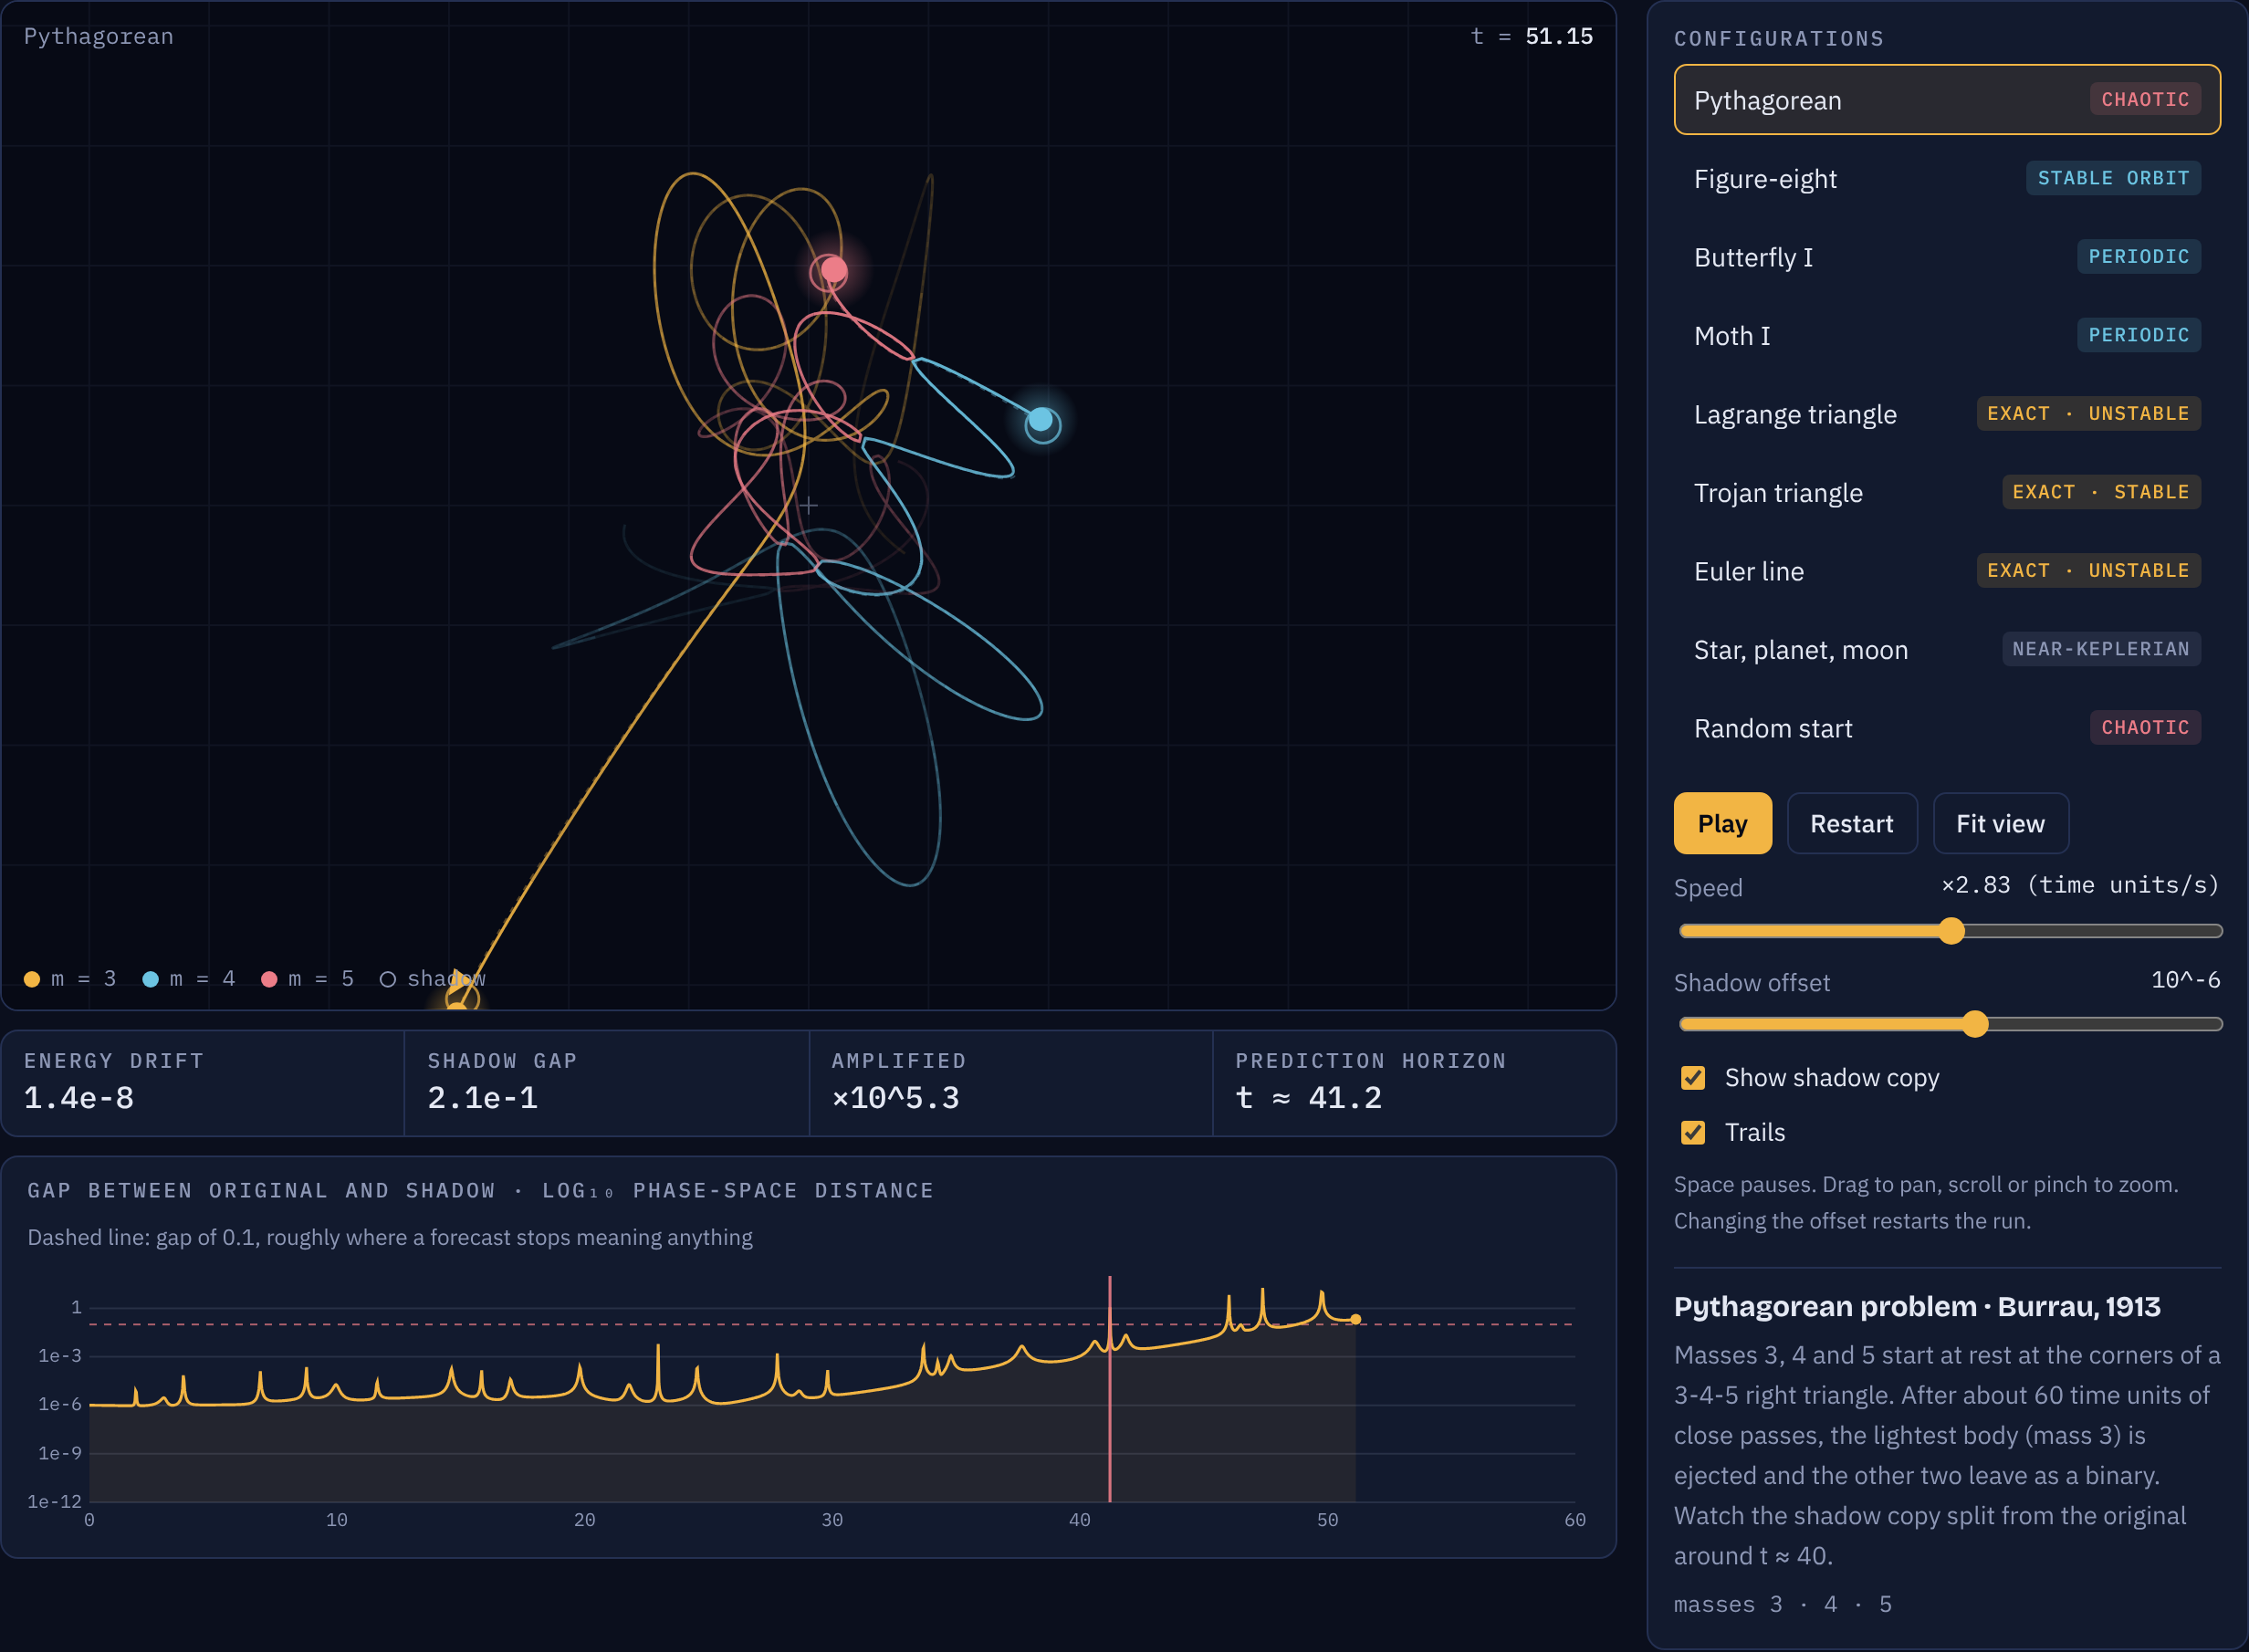 Pythagorean
t = 51.15
m = 3
m = 4
m = 5
shadow
ENERGY DRIFT
1.4e-8
SHADOW GAP
2.1e-1
AMPLIFIED
×10^5.3
PREDICTION HORIZON
t ≈ 41.2
GAP BETWEEN ORIGINAL AND SHADOW · LOG₁₀ PHASE-SPACE DISTANCE
Dashed line: gap of 0.1, roughly where a forecast stops meaning anything
1
1e-3
1e-6
1e-9
1e-12
0 10 20 30 40 50 60
CONFIGURATIONS
Pythagorean CHAOTIC
Figure-eight STABLE ORBIT
Butterfly I PERIODIC
Moth I PERIODIC
Lagrange triangle EXACT · UNSTABLE
Trojan triangle EXACT · STABLE
Euler line EXACT · UNSTABLE
Star, planet, moon NEAR-KEPLERIAN
Random start CHAOTIC
Play Restart Fit view
Speed ×2.83 (time units/s)
Shadow offset 10^-6
Show shadow copy
Trails
Space pauses. Drag to pan, scroll or pinch to zoom.
Changing the offset restarts the run.
Pythagorean problem · Burrau, 1913
Masses 3, 4 and 5 start at rest at the corners of a
3-4-5 right triangle. After about 60 time units of
close passes, the lightest body (mass 3) is
ejected and the other two leave as a binary.
Watch the shadow copy split from the original
around t ≈ 40.
masses 3 · 4 · 5